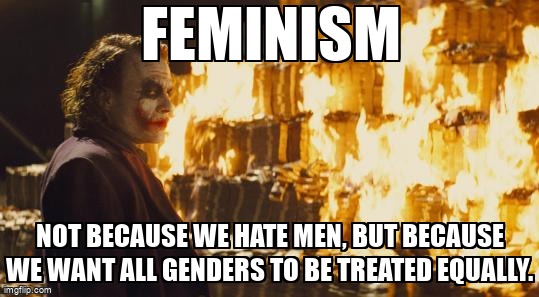 FEMINISM
NOT BECAUSE WE HATE MEN, BUT BECAUSE
WE WANT ALL GENDERS TO BE TREATED EQUALLY.
imgflip.com